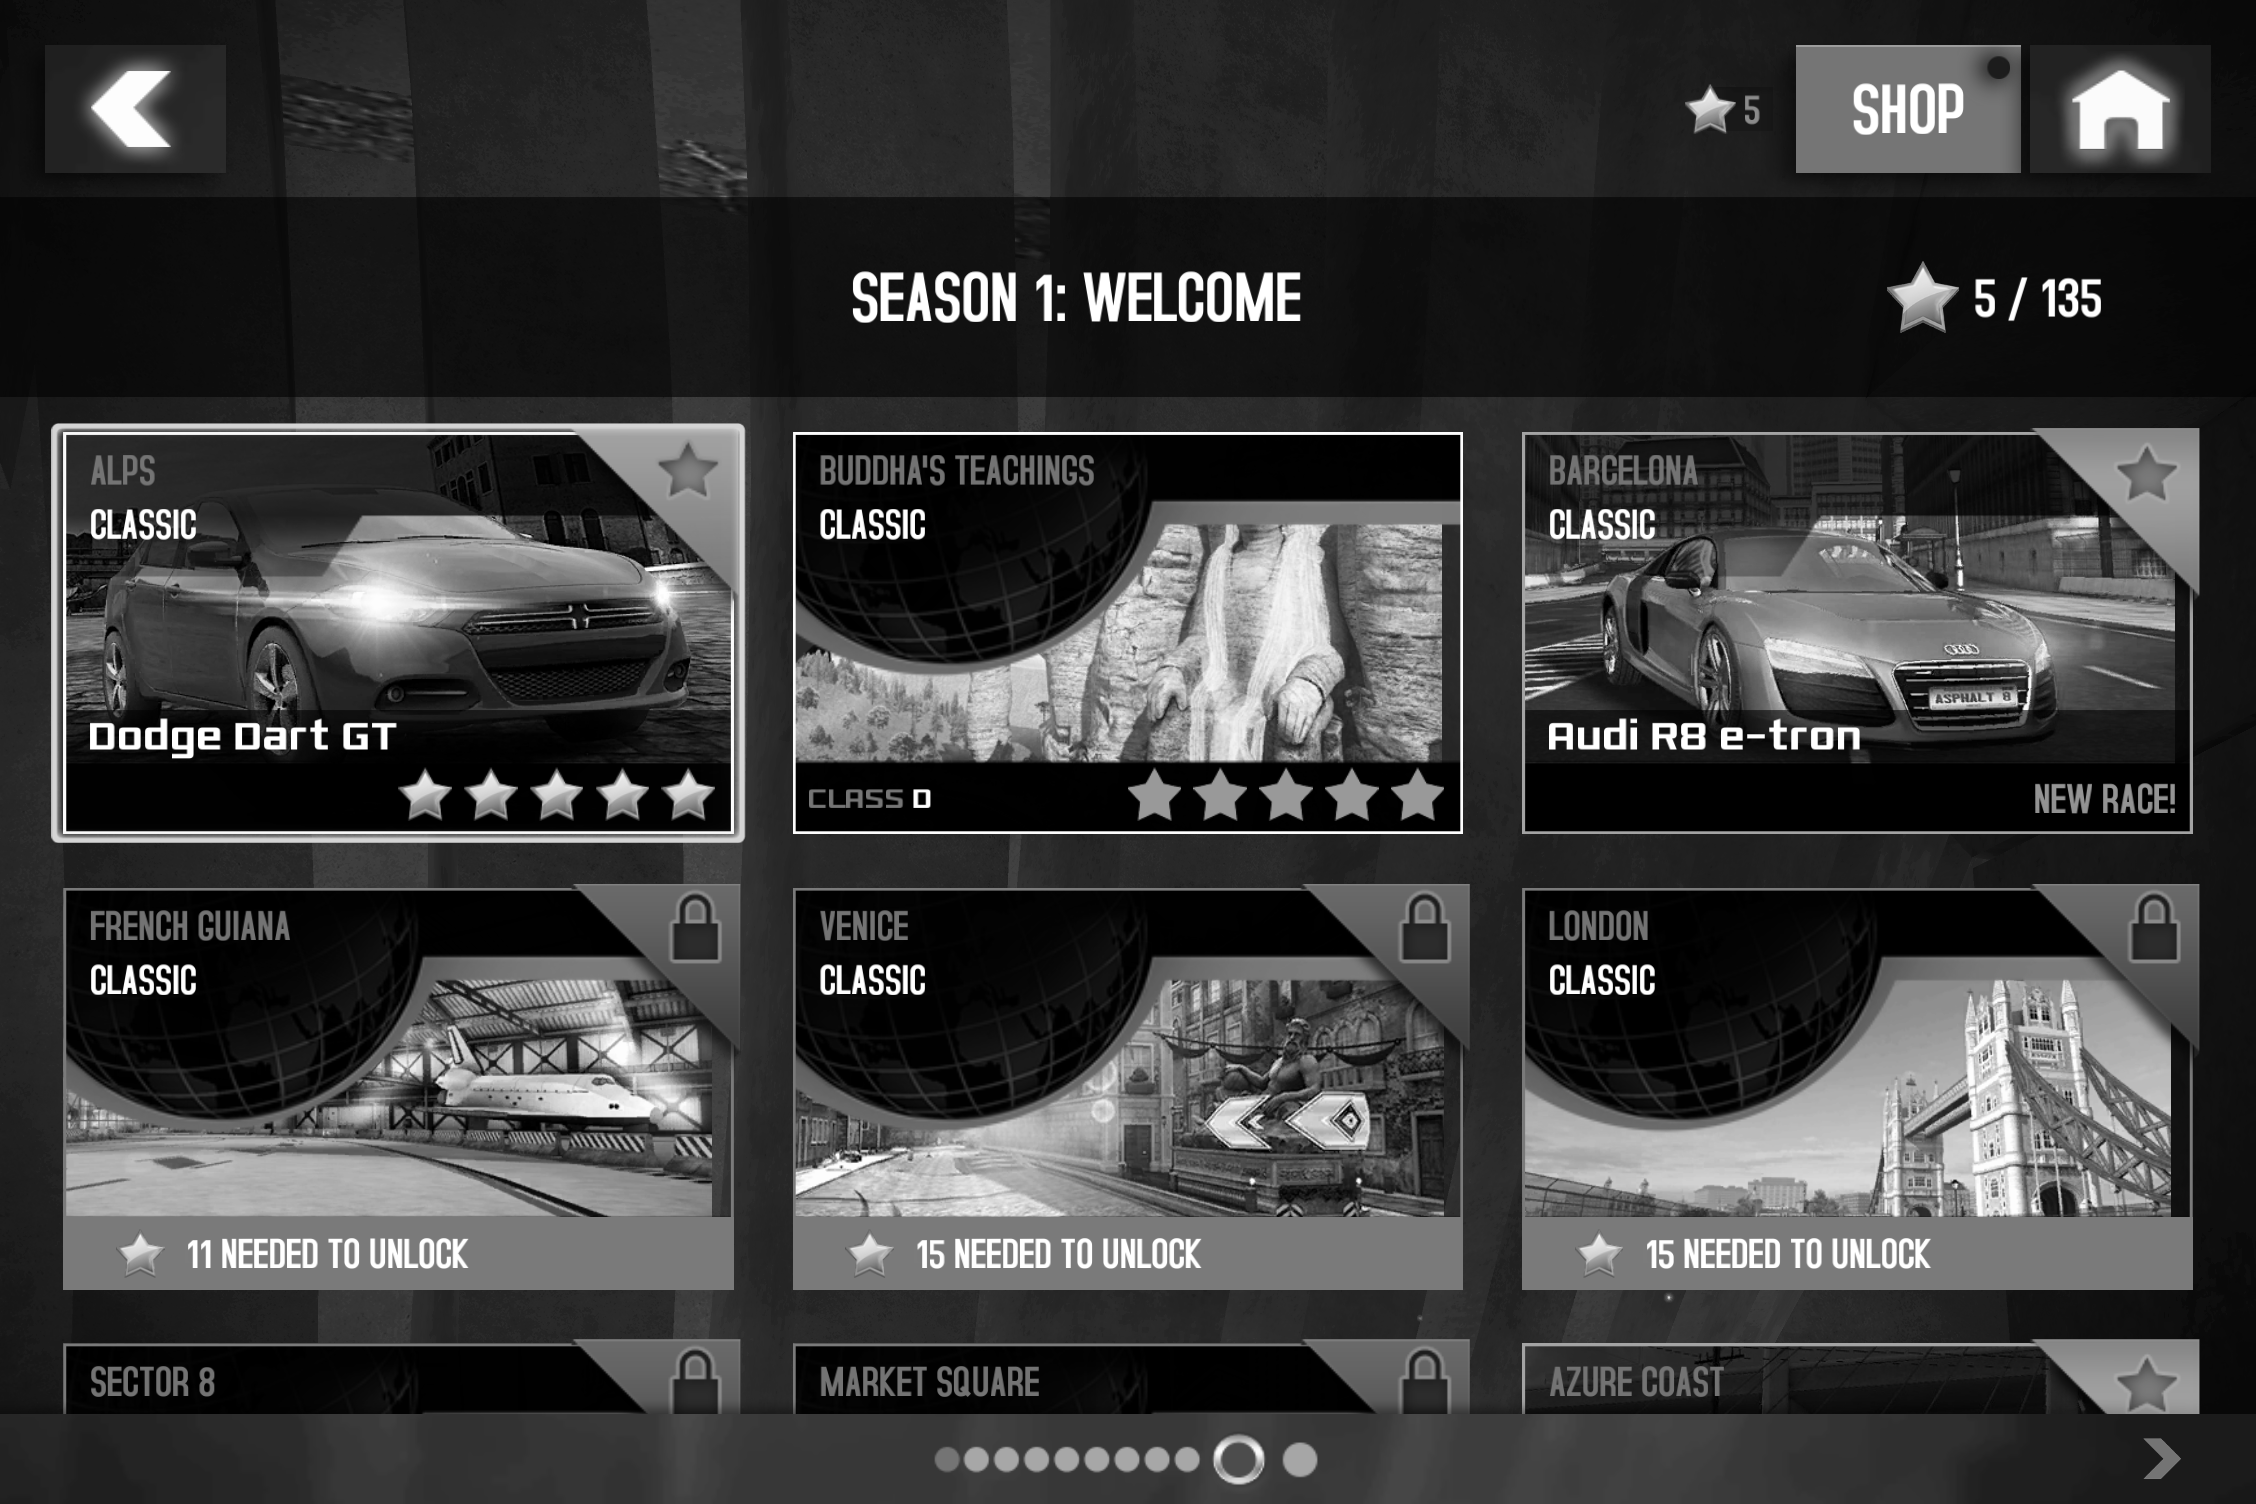 5
SHOP
SEASON 1: WELCOME
5 / 135
ALPS
CLASSIC
Dodge Dart GT
BUDDHA'S TEACHINGS
CLASSIC
CLASS D
BARCELONA
CLASSIC
ASPHALT 8
Audi R8 e-tron
NEW RACE!
FRENCH GUIANA
CLASSIC
11 NEEDED TO UNLOCK
VENICE
CLASSIC
15 NEEDED TO UNLOCK
LONDON
CLASSIC
15 NEEDED TO UNLOCK
SECTOR 8
MARKET SQUARE
AZURE COAST